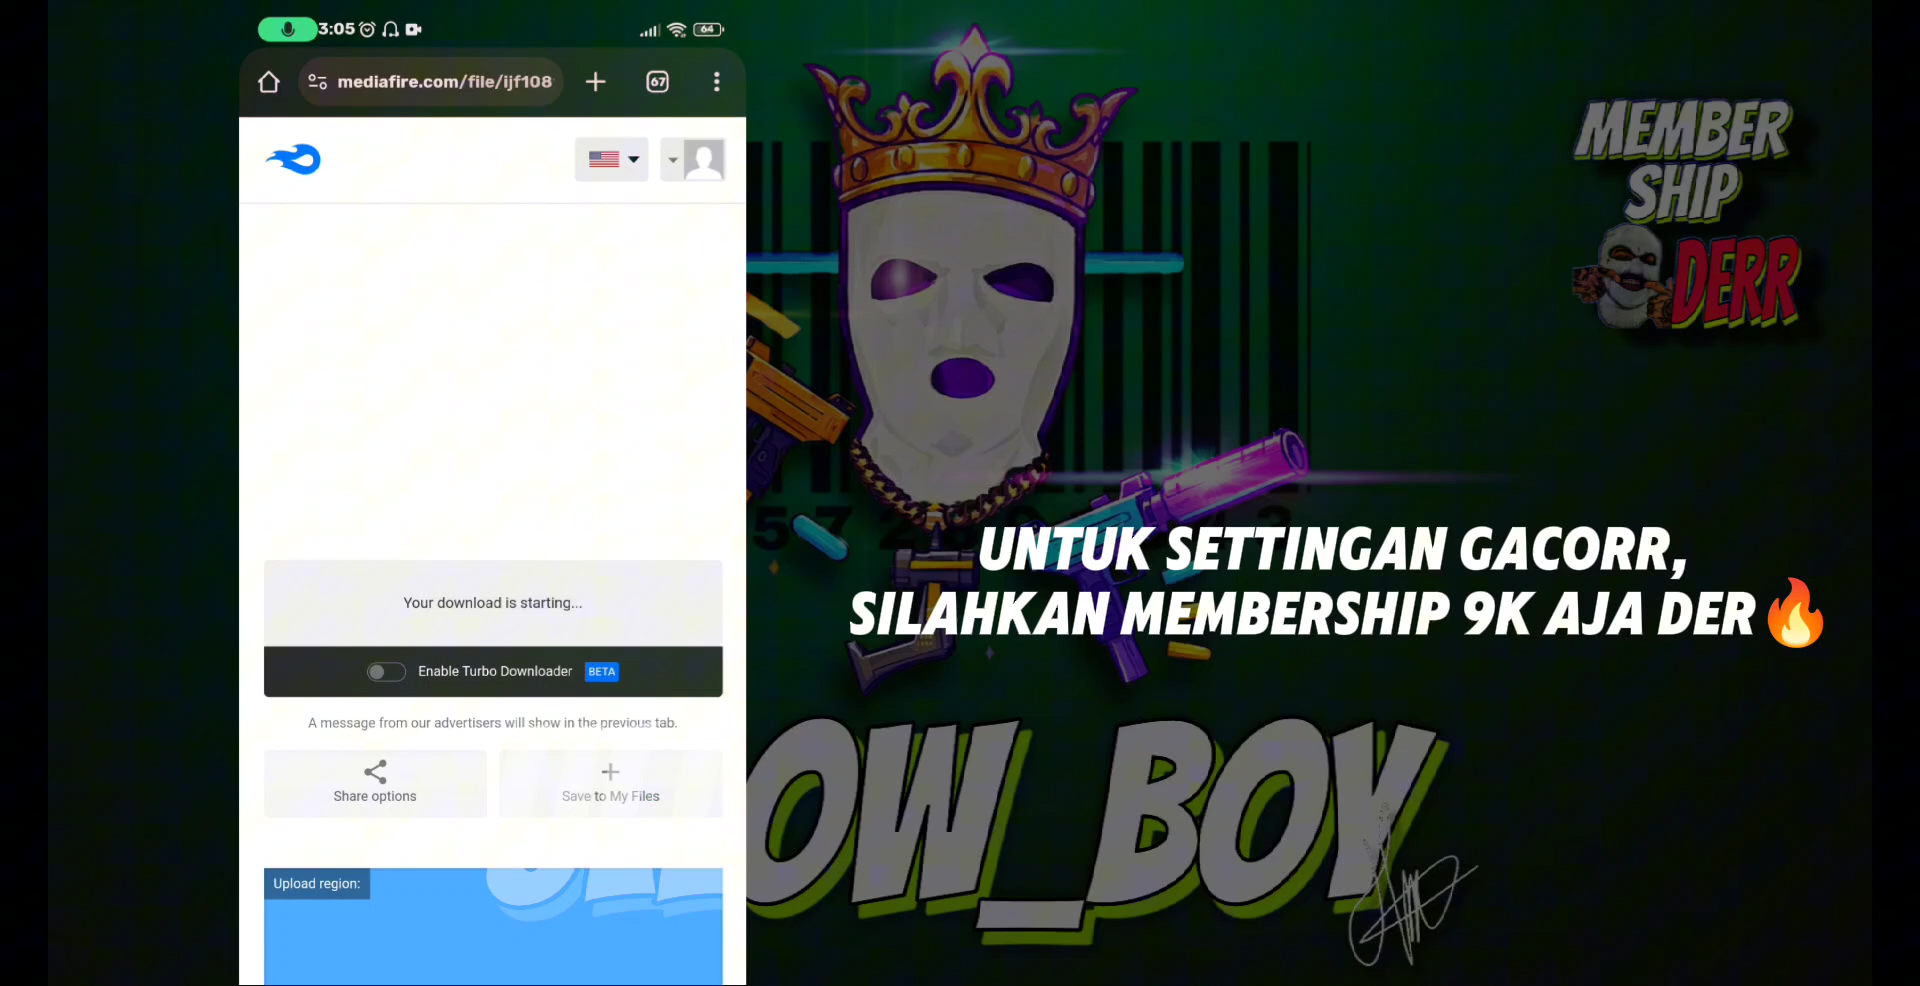 3:05
64
mediafire.com/file/ijf108
67
Your download is starting...
Enable Turbo Downloader BETA
A message from our advertisers will show in the previous tab.
Share options
Save to My Files
Upload region:
MEMBER
SHIP
DERR
UNTUK SETTINGAN GACORR,
SILAHKAN MEMBERSHIP 9K AJA DER🔥
OW_BOY